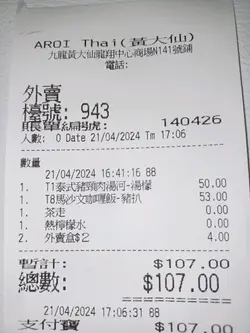 AROI Thai(黃大仙)
九龍黃大仙龍翔中心商場N141號鋪
電話:
外賣
檯號: 943
賬單編號: 140426
人數: 0 Date 21/04/2024 Tm 17:06
數量
21/04/2024 16:41:16 BB
1. T1泰式豬頸肉湯河-湯檬 50.00
1. T8馬沙文咖喱飯-豬扒 53.00
1. 茶走 0.00
1. 熱檸檬水 0.00
2. 外賣盒$2 4.00
暫計: $107.00
總數: $107.00
21/04/2024 17:06:31 BB
支付寶 $107.00